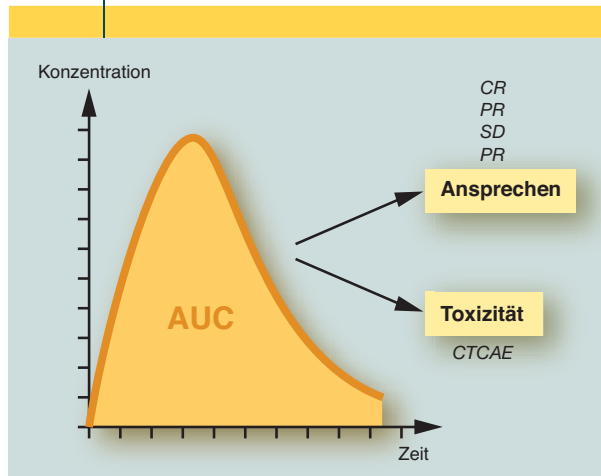 Konzentration
CR
PR
SD
PR
Ansprechen
AUC
Toxizität
CTCAE
Zeit